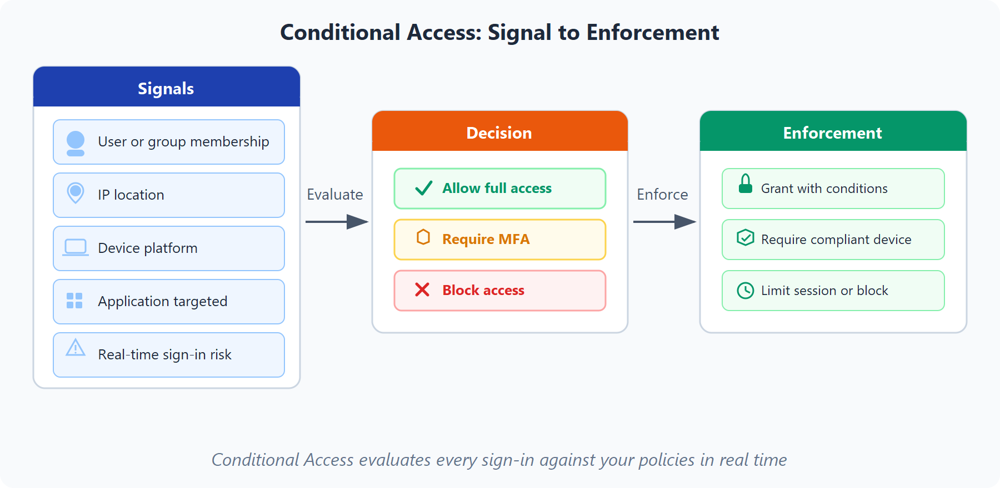 Conditional Access: Signal to Enforcement
Signals
User or group membership
IP location
Device platform
Application targeted
Real-time sign-in risk
Evaluate
Decision
Allow full access
Require MFA
Block access
Enforce
Enforcement
Grant with conditions
Require compliant device
Limit session or block
Conditional Access evaluates every sign-in against your policies in real time